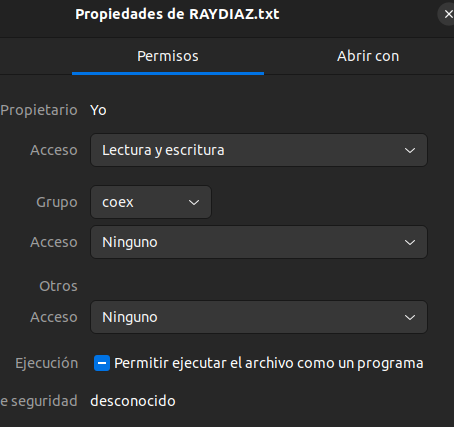 Propiedades de RAYDIAZ.txt
Permisos Abrir con
Propietario Yo
Acceso Lectura y escritura
Grupo coex
Acceso Ninguno
Otros
Acceso Ninguno
Ejecución Permitir ejecutar el archivo como un programa
e seguridad desconocido